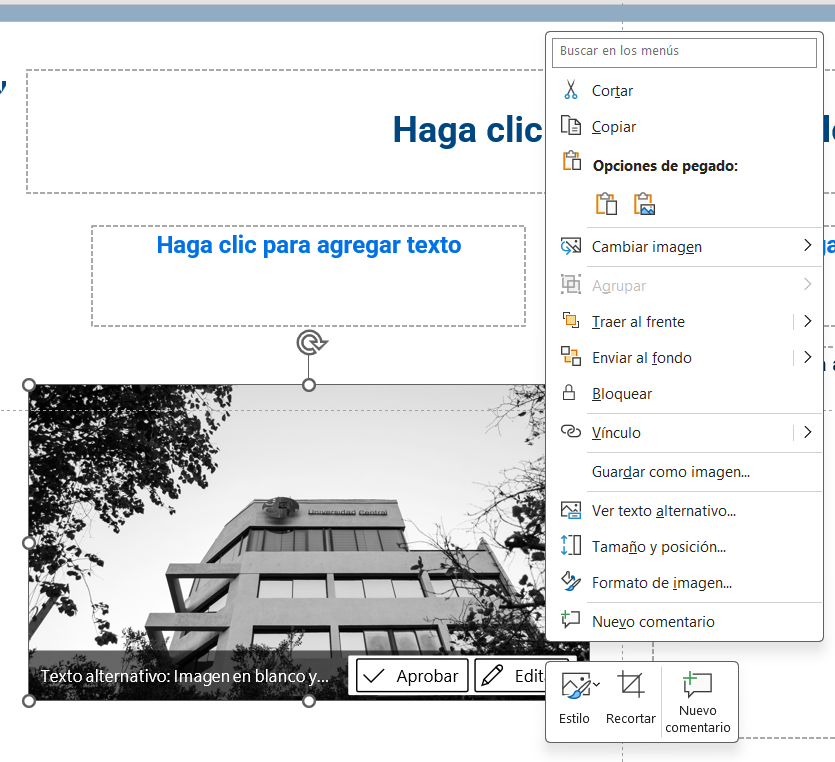 Buscar en los menús
Cortar
Copiar
Haga clic
Opciones de pegado:
Haga clic para agregar texto
Cambiar imagen
Agrupar
Traer al frente
Enviar al fondo
Bloquear
Vínculo
Guardar como imagen...
Universidad Central
Ver texto alternativo...
Tamaño y posición...
Formato de imagen...
Nuevo comentario
Texto alternativo: Imagen en blanco y...
Aprobar
Estilo
Recortar
Nuevo
comentario